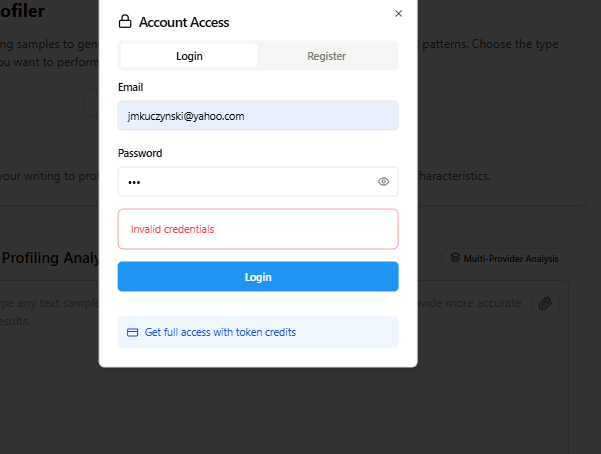 ofiler
Account Access
ing samples to gen
patterns. Choose the type
ou want to perform
Login
Register
Email
jmkuczynski@yahoo.com
Password
•••
your writing to pro
characteristics.
Invalid credentials
Profiling Analy
Multi-Provider Analysis
Login
ype any text sample
vide more accurate
esults.
Get full access with token credits